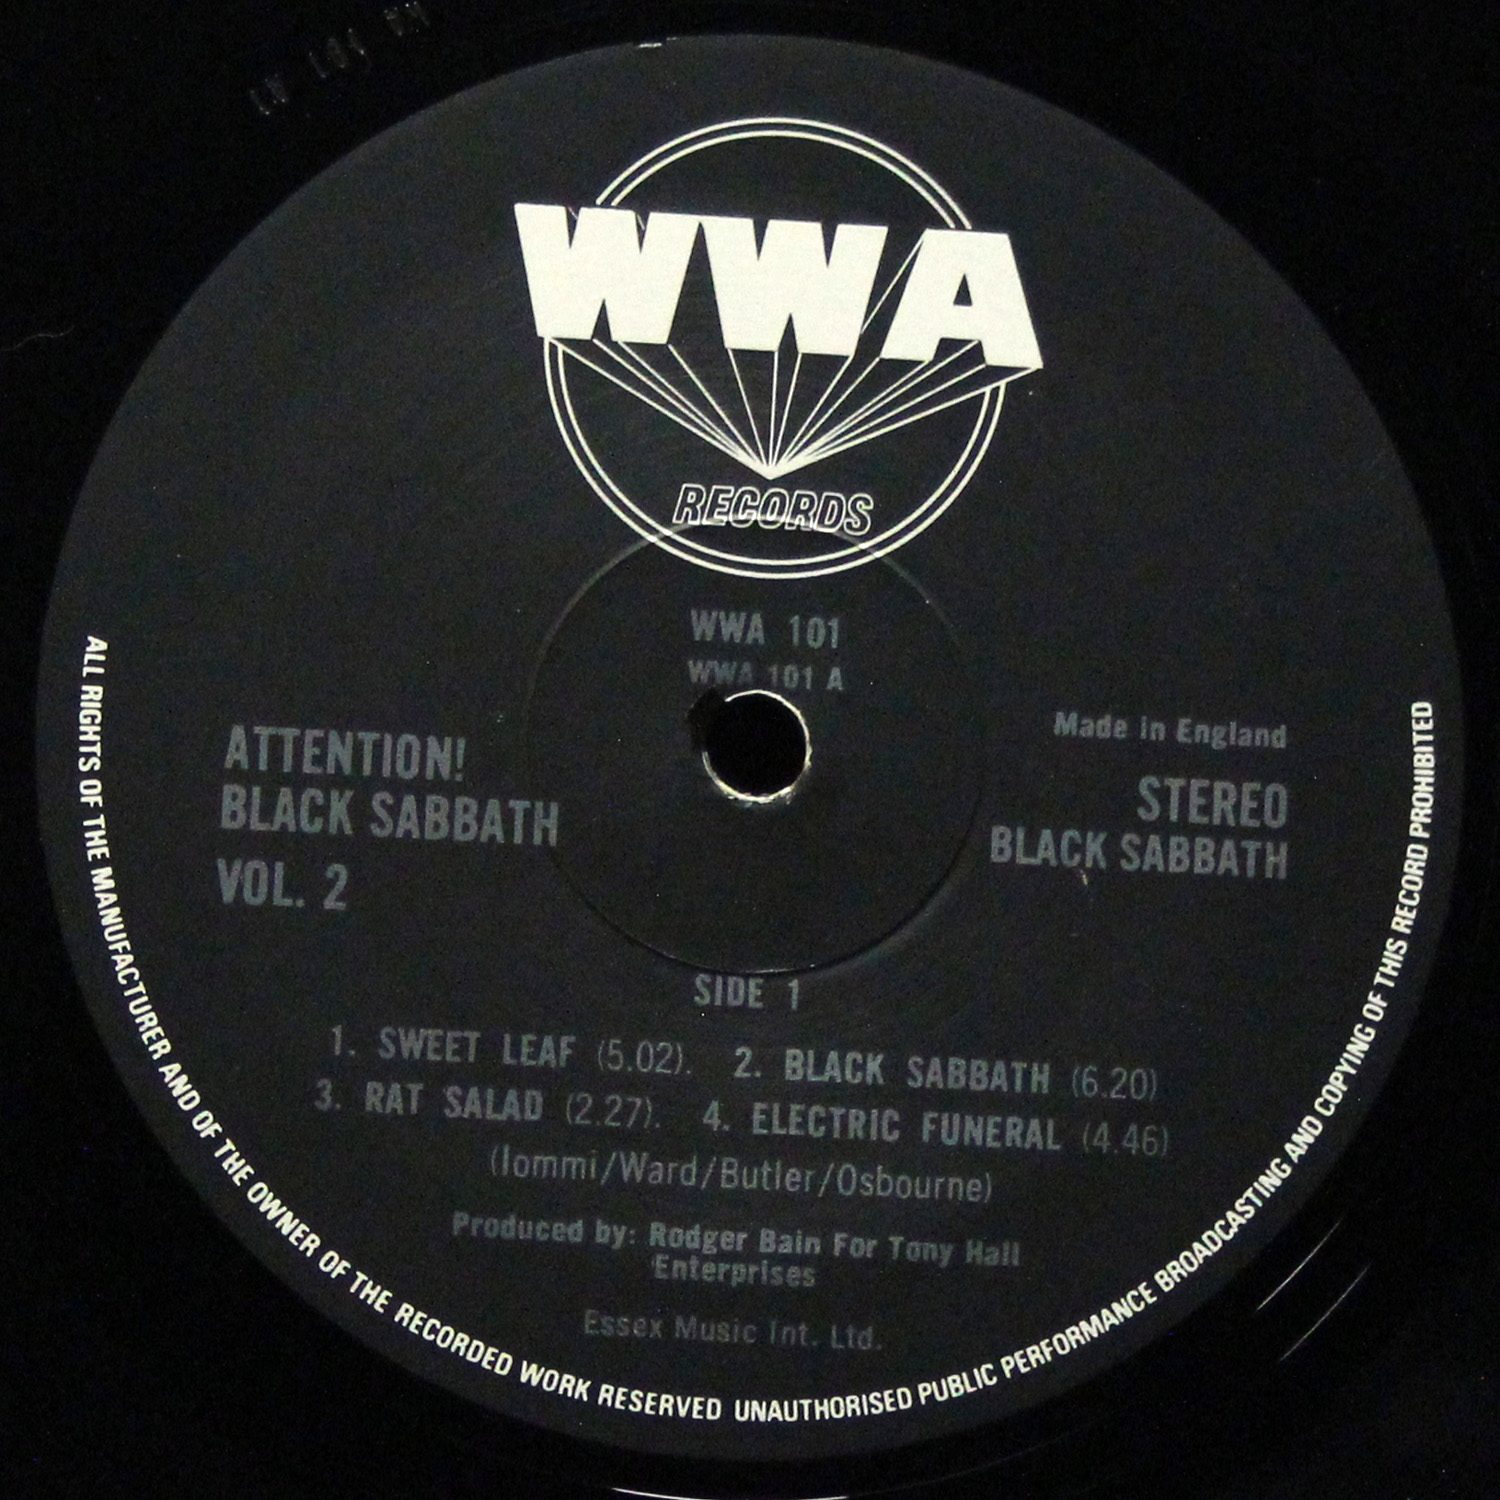 WWA
RECORDS
WWA 101
WWA 101 A
Made in England
ATTENTION!
BLACK SABBATH
VOL. 2
STEREO
BLACK SABBATH
SIDE 1
1. SWEET LEAF (5.02). 2. BLACK SABBATH (6.20)
3. RAT SALAD (2.27). 4. ELECTRIC FUNERAL (4.46)
(Iommi/Ward/Butler/Osbourne)
Produced by: Rodger Bain For Tony Hall
Enterprises
Essex Music Int. Ltd.
ALL RIGHTS OF THE MANUFACTURER AND OF THE OWNER OF THE RECORDED WORK RESERVED UNAUTHORISED PUBLIC PERFORMANCE BROADCASTING AND COPYING OF THIS RECORD PROHIBITED